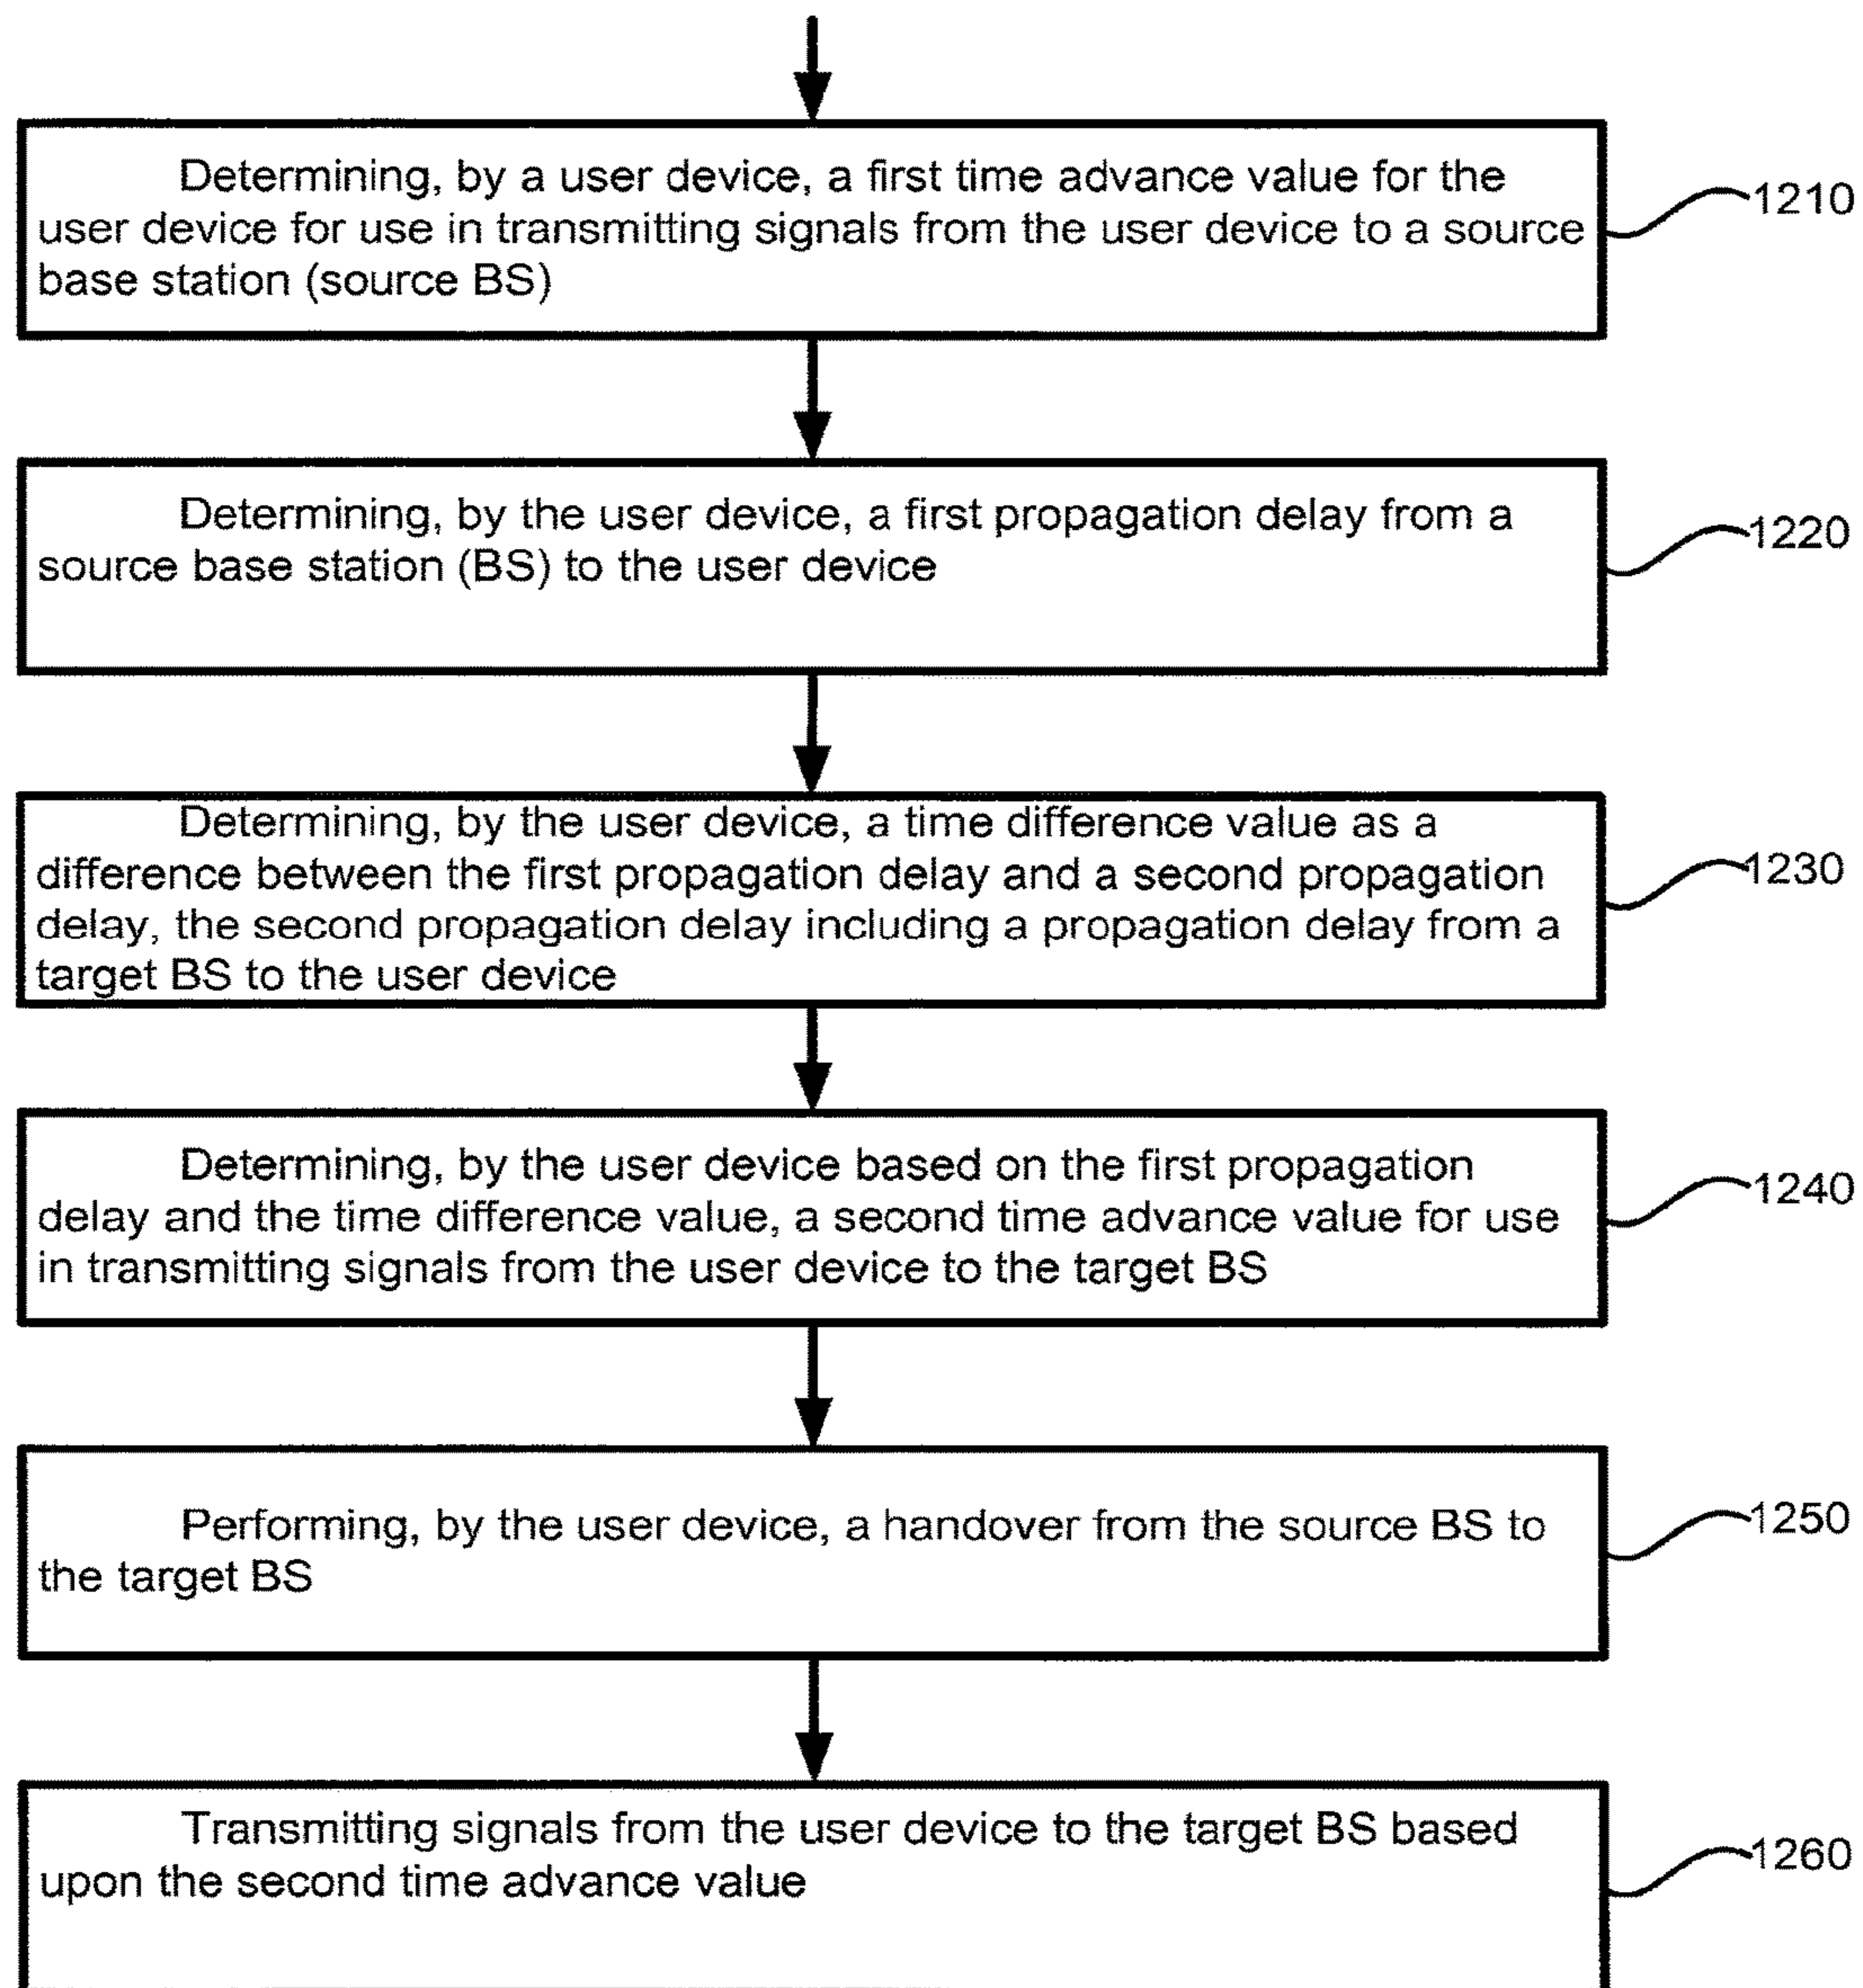 Determining, by a user device, a first time advance value for the
user device for use in transmitting signals from the user device to a source
base station (source BS)
1210
Determining, by the user device, a first propagation delay from a
source base station (BS) to the user device
1220
Determining, by the user device, a time difference value as a
difference between the first propagation delay and a second propagation
delay, the second propagation delay including a propagation delay from a
target BS to the user device
1230
Determining, by the user device based on the first propagation
delay and the time difference value, a second time advance value for use
in transmitting signals from the user device to the target BS
1240
Performing, by the user device, a handover from the source BS to
the target BS
1250
Transmitting signals from the user device to the target BS based
upon the second time advance value
1260